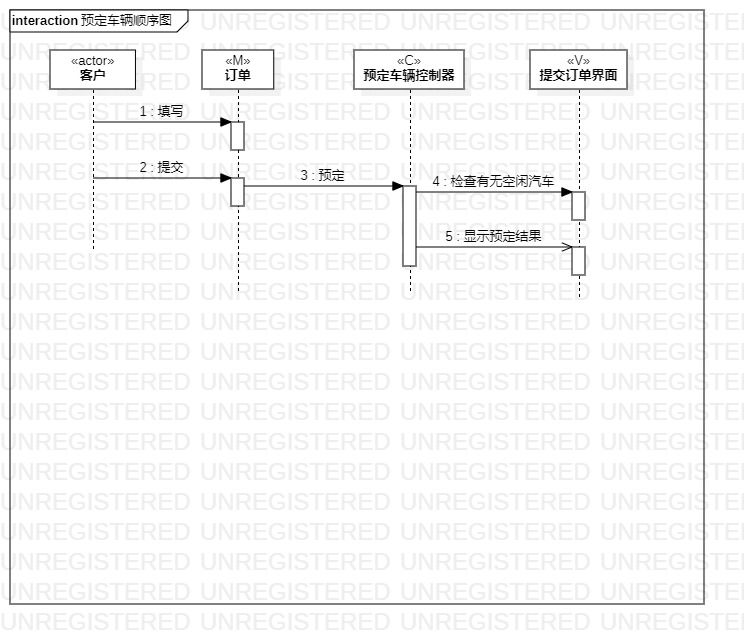 interaction 预定车辆顺序图
«actor»
客户
«M»
订单
«C»
预定车辆控制器
«V»
提交订单界面
1 : 填写
2 : 提交
3 : 预定
4 : 检查有无空闲汽车
5 : 显示预定结果
UNREGISTERED UNREGISTERED UNREGISTERED UNREGISTERED